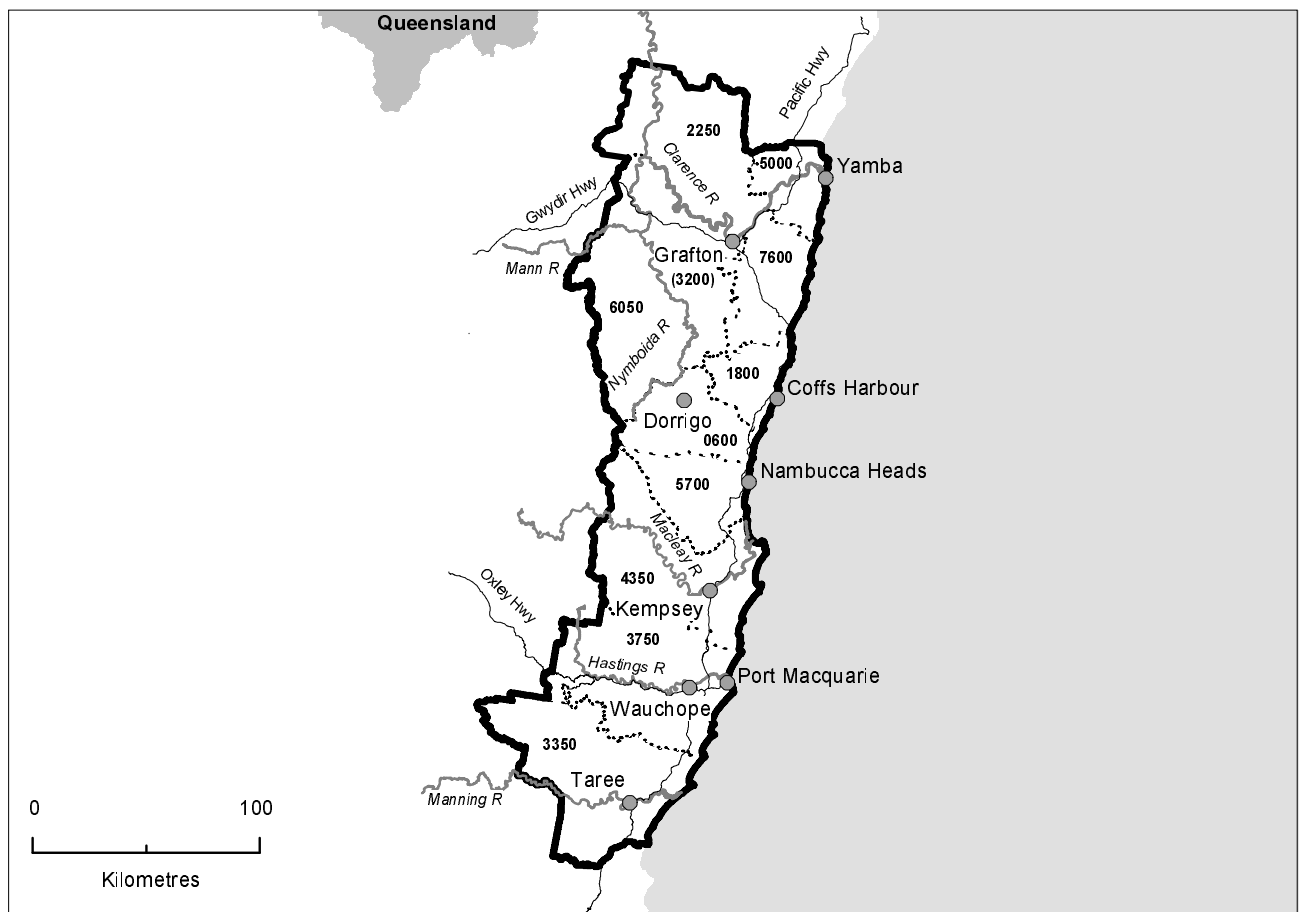 Queensland
Pacific Hwy
2250
Clarence R
5000
Yamba
Gwydir Hwy
Grafton
7600
Mann R
(3200)
6050
Nymboida R
1800
Coffs Harbour
Dorrigo
0600
Nambucca Heads
5700
Macleay R
4350
Oxley Hwy
Kempsey
3750
Hastings R
Port Macquarie
Wauchope
3350
Taree
Manning R
0 100
Kilometres